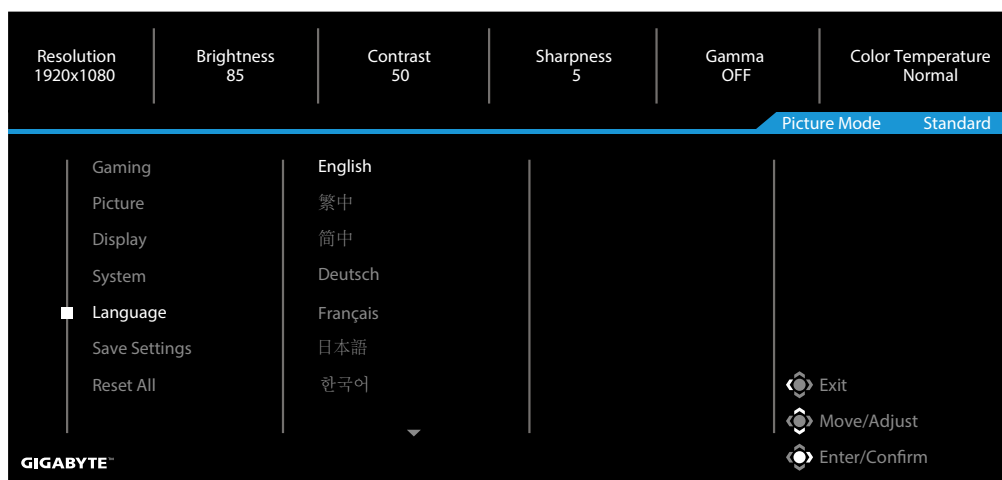 Resolution
1920x1080
Brightness
85
Contrast
50
Sharpness
5
Gamma
OFF
Color Temperature
Normal
Picture Mode Standard
Gaming
Picture
Display
System
Language
Save Settings
Reset All
English
繁中
简中
Deutsch
Français
日本語
한국어
Exit
Move/Adjust
Enter/Confirm
GIGABYTE™